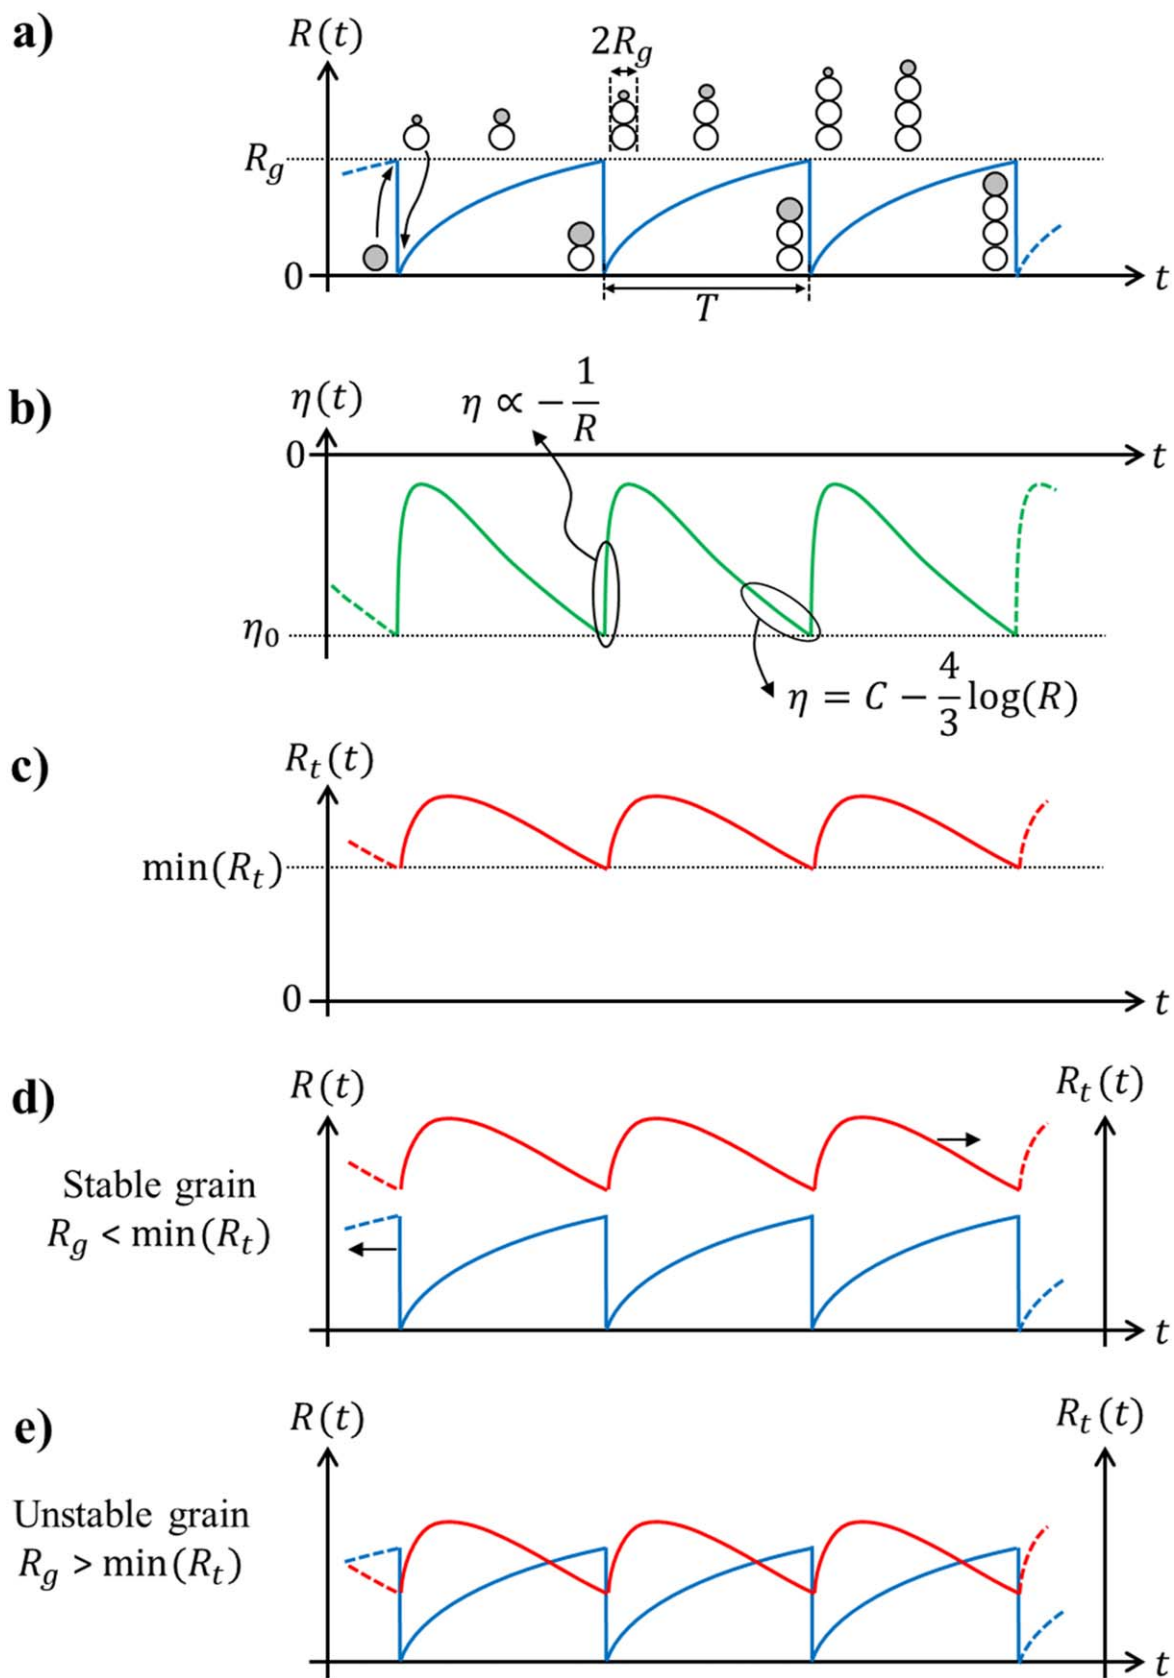 a)
R(t)
2R_g
R_g
0
t
T
b)
η(t)
η ∝ − 1/R
0
t
η_0
η = C − 4/3 log(R)
c)
R_t(t)
min(R_t)
0
t
d)
R(t)
R_t(t)
Stable grain
R_g < min(R_t)
t
e)
R(t)
R_t(t)
Unstable grain
R_g > min(R_t)
t